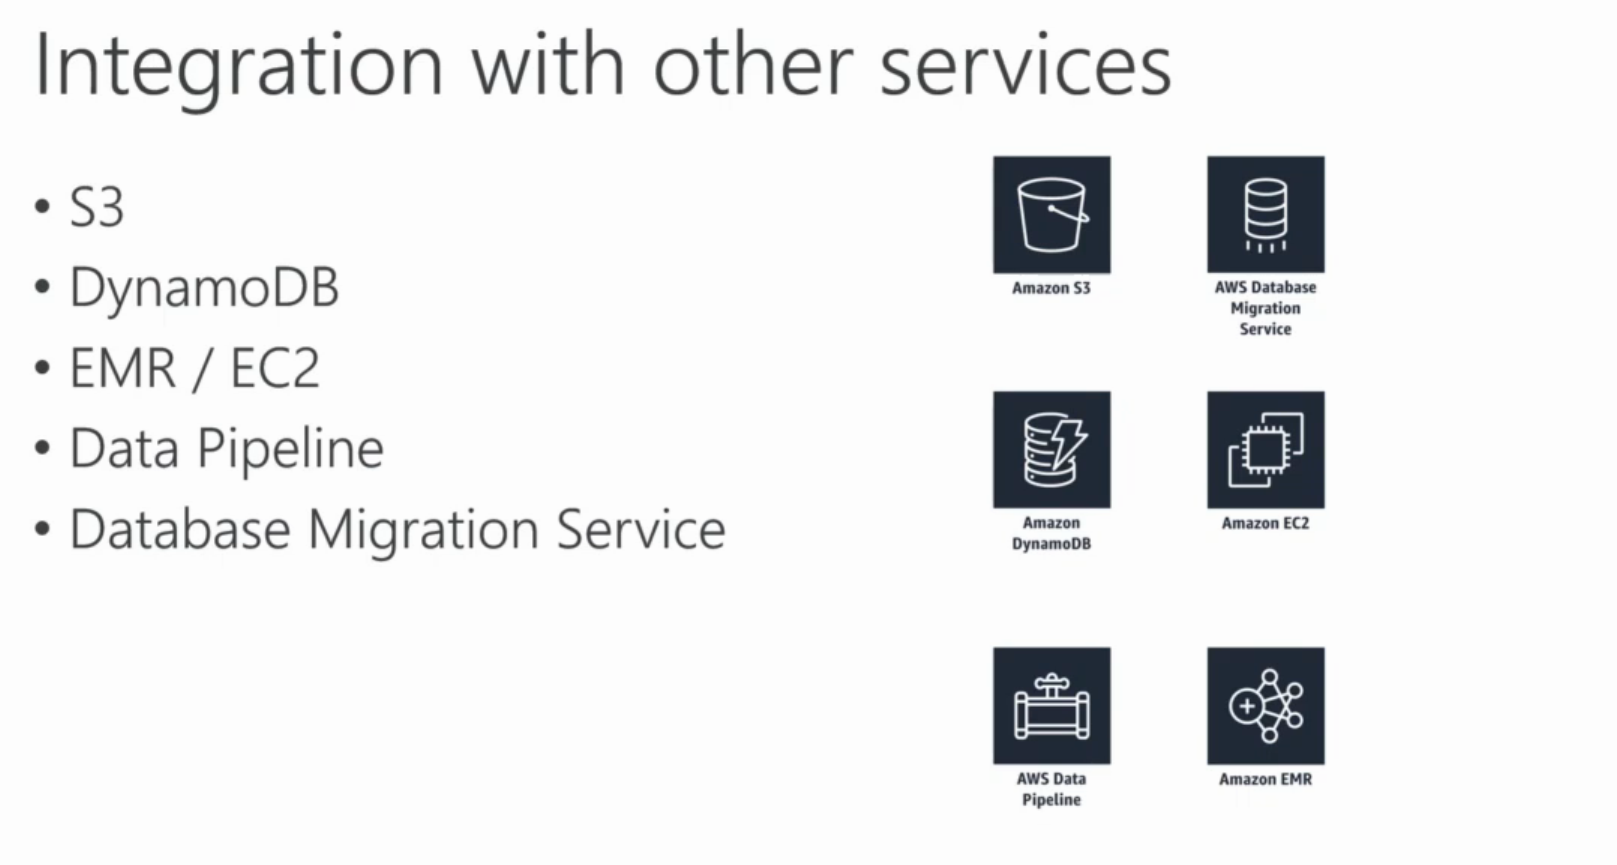 Integration with other services
• S3
• DynamoDB
• EMR / EC2
• Data Pipeline
• Database Migration Service
Amazon S3
AWS Database
Migration
Service
Amazon
DynamoDB
Amazon EC2
AWS Data
Pipeline
Amazon EMR